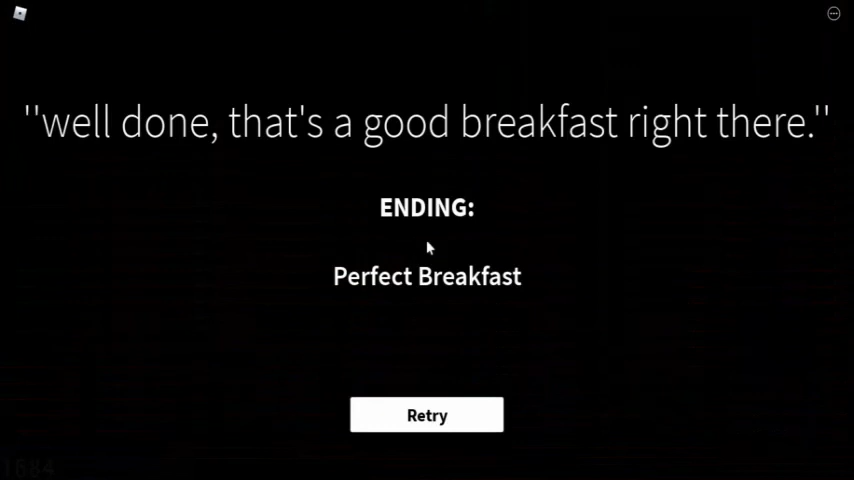 "well done, that's a good breakfast right there."
ENDING:
Perfect Breakfast
Retry